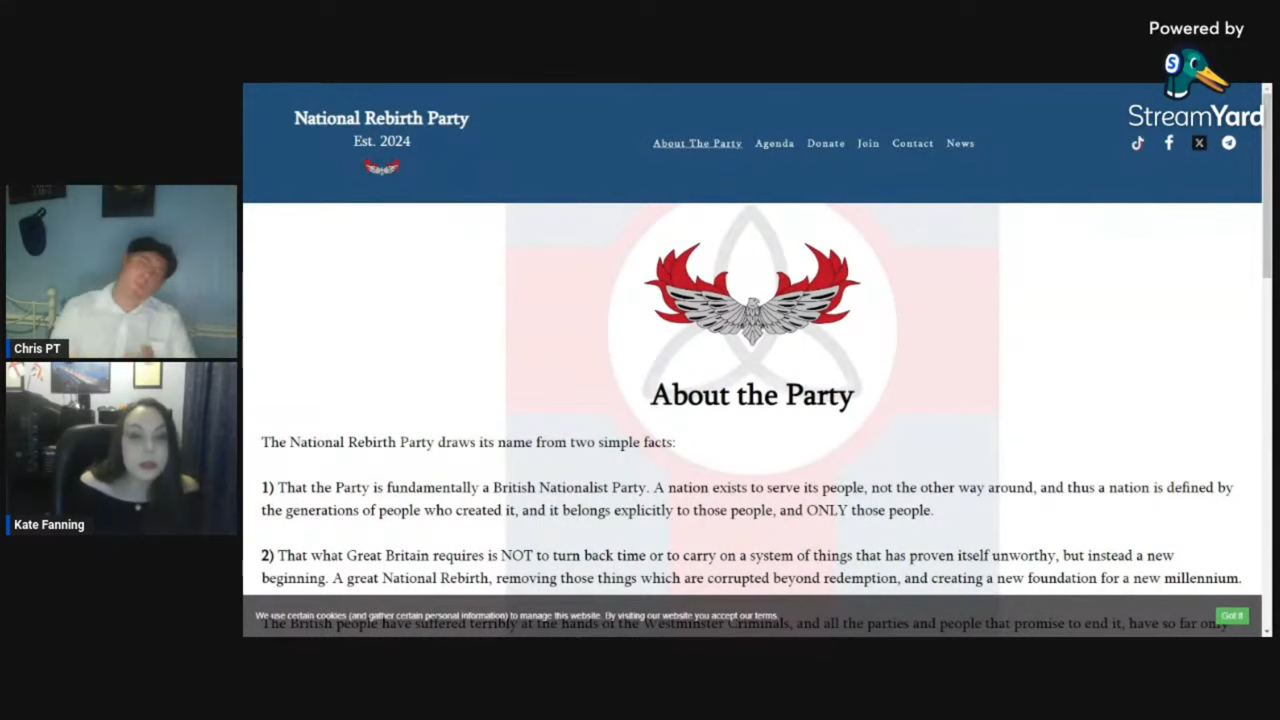 Powered by
StreamYard
National Rebirth Party
Est. 2024
About The Party Agenda Donate Join Contact News
About the Party
The National Rebirth Party draws its name from two simple facts:
1) That the Party is fundamentally a British Nationalist Party. A nation exists to serve its people, not the other way around, and thus a nation is defined by
the generations of people who created it, and it belongs explicitly to those people, and ONLY those people.
2) That what Great Britain requires is NOT to turn back time or to carry on a system of things that has proven itself unworthy, but instead a new
beginning. A great National Rebirth, removing those things which are corrupted beyond redemption, and creating a new foundation for a new millennium.
We use certain cookies (and gather certain personal information) to manage this website. By visiting our website you accept our terms.
Got it
The British people have suffered terribly at the hands of the Westminster Criminals, and all the parties and people that promise to end it, have so far only
Chris PT
Kate Fanning